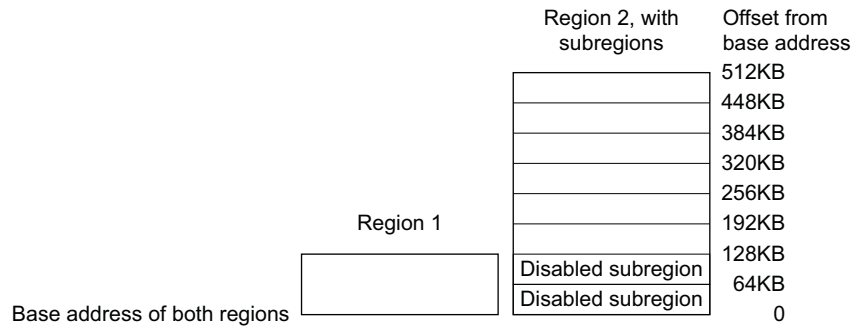 Region 2, with subregions
Offset from base address
512KB
448KB
384KB
320KB
256KB
Region 1
192KB
128KB
Disabled subregion
64KB
Disabled subregion
Base address of both regions
0